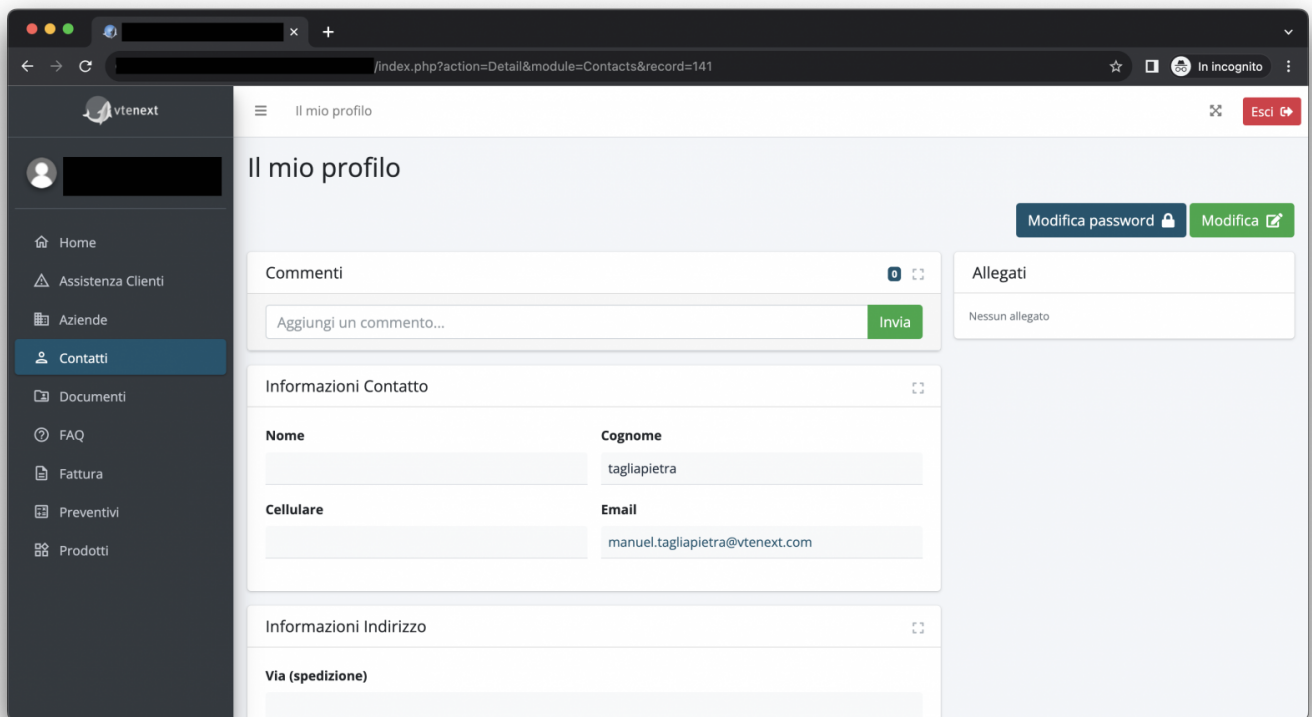 /index.php?action=Detail&module=Contacts&record=141
In incognito
vtenext
Il mio profilo
Esci
Il mio profilo
Modifica password
Modifica
Home
Assistenza Clienti
Aziende
Contatti
Documenti
FAQ
Fattura
Preventivi
Prodotti
Commenti
0
Aggiungi un commento...
Invia
Allegati
Nessun allegato
Informazioni Contatto
Nome
Cognome
tagliapietra
Cellulare
Email
manuel.tagliapietra@vtenext.com
Informazioni Indirizzo
Via (spedizione)